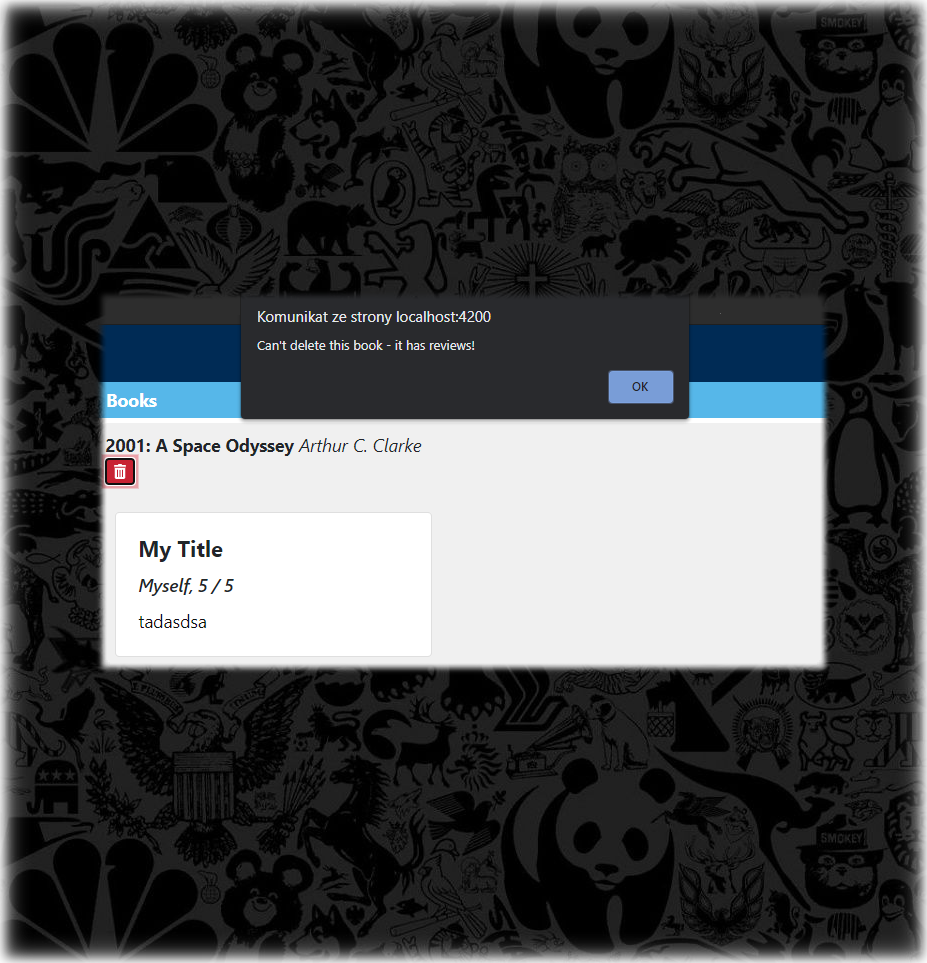 SMOKEY
Komunikat ze strony localhost:4200
Can't delete this book - it has reviews!
OK
Books
2001: A Space Odyssey Arthur C. Clarke
My Title
Myself, 5 / 5
tadasdsa
SMOKEY